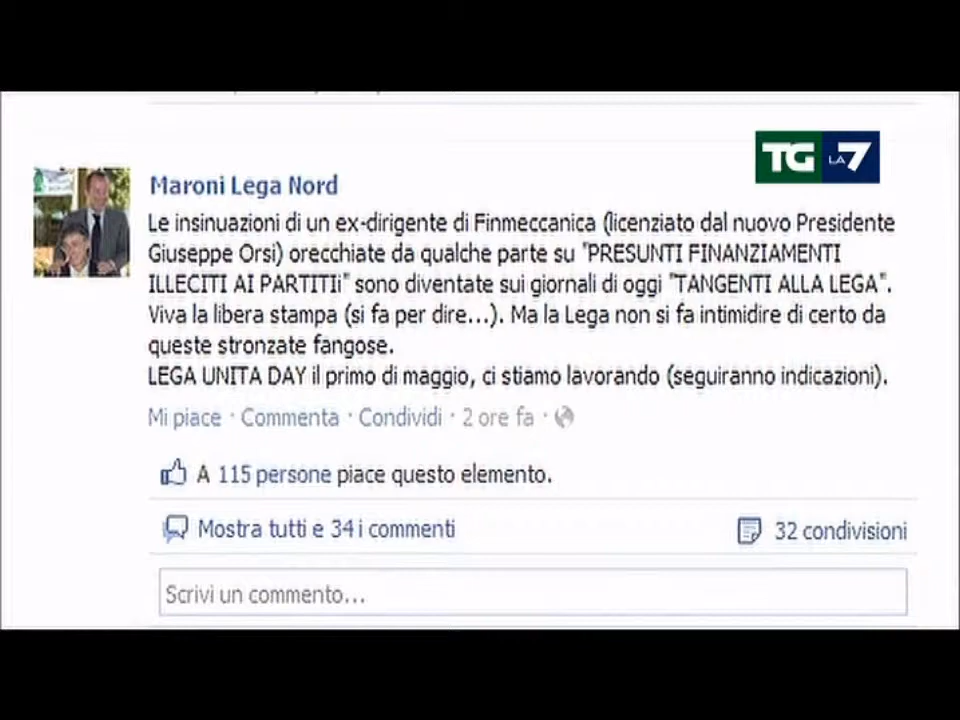 TG LA 7
Maroni Lega Nord
Le insinuazioni di un ex-dirigente di Finmeccanica (licenziato dal nuovo Presidente
Giuseppe Orsi) orecchiate da qualche parte su "PRESUNTI FINANZIAMENTI
ILLECITI AI PARTITIi" sono diventate sui giornali di oggi "TANGENTI ALLA LEGA".
Viva la libera stampa (si fa per dire...). Ma la Lega non si fa intimidire di certo da
queste stronzate fangose.
LEGA UNITA DAY il primo di maggio, ci stiamo lavorando (seguiranno indicazioni).
Mi piace · Commenta · Condividi · 2 ore fa ·
A 115 persone piace questo elemento.
Mostra tutti e 34 i commenti
32 condivisioni
Scrivi un commento...